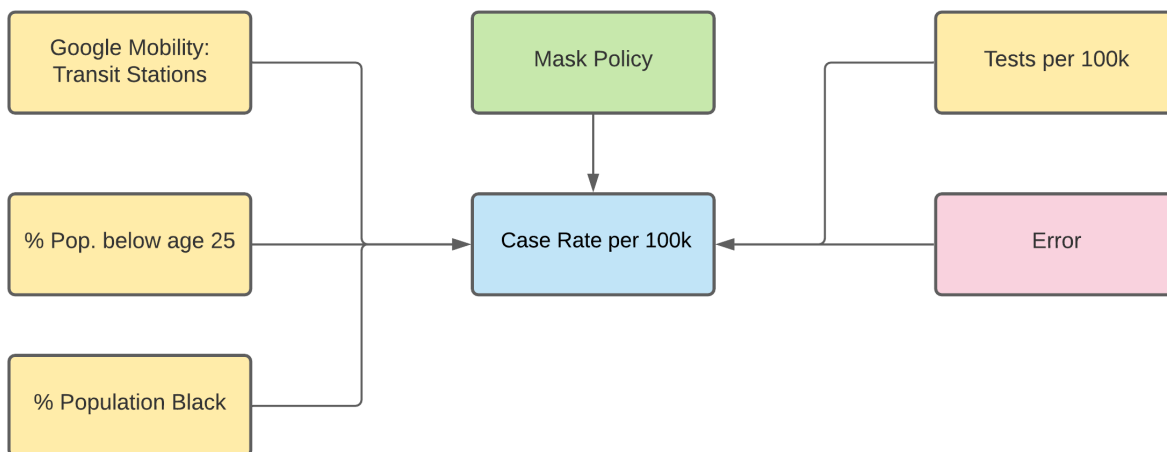 Google Mobility:
Transit Stations
Mask Policy
Tests per 100k
% Pop. below age 25
Case Rate per 100k
Error
% Population Black